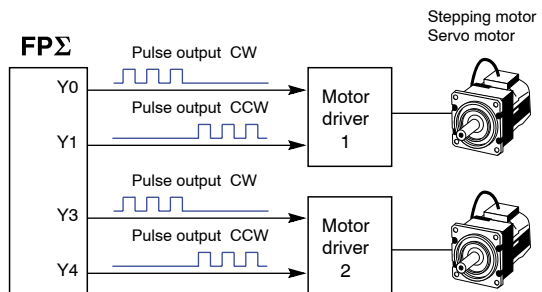 Stepping motor
Servo motor
FPΣ
Pulse output CW
Y0
Pulse output CCW
Y1
Motor
driver
1
Pulse output CW
Y3
Pulse output CCW
Y4
Motor
driver
2